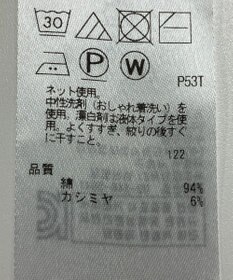 30
P W
P53T
ネット使用。
中性洗剤(おしゃれ着洗い)を
使用。漂白剤は液体タイプを使
用。よくすすぎ、絞りの後すぐ
に干すこと。
122
品質
綿 94%
カシミヤ 6%